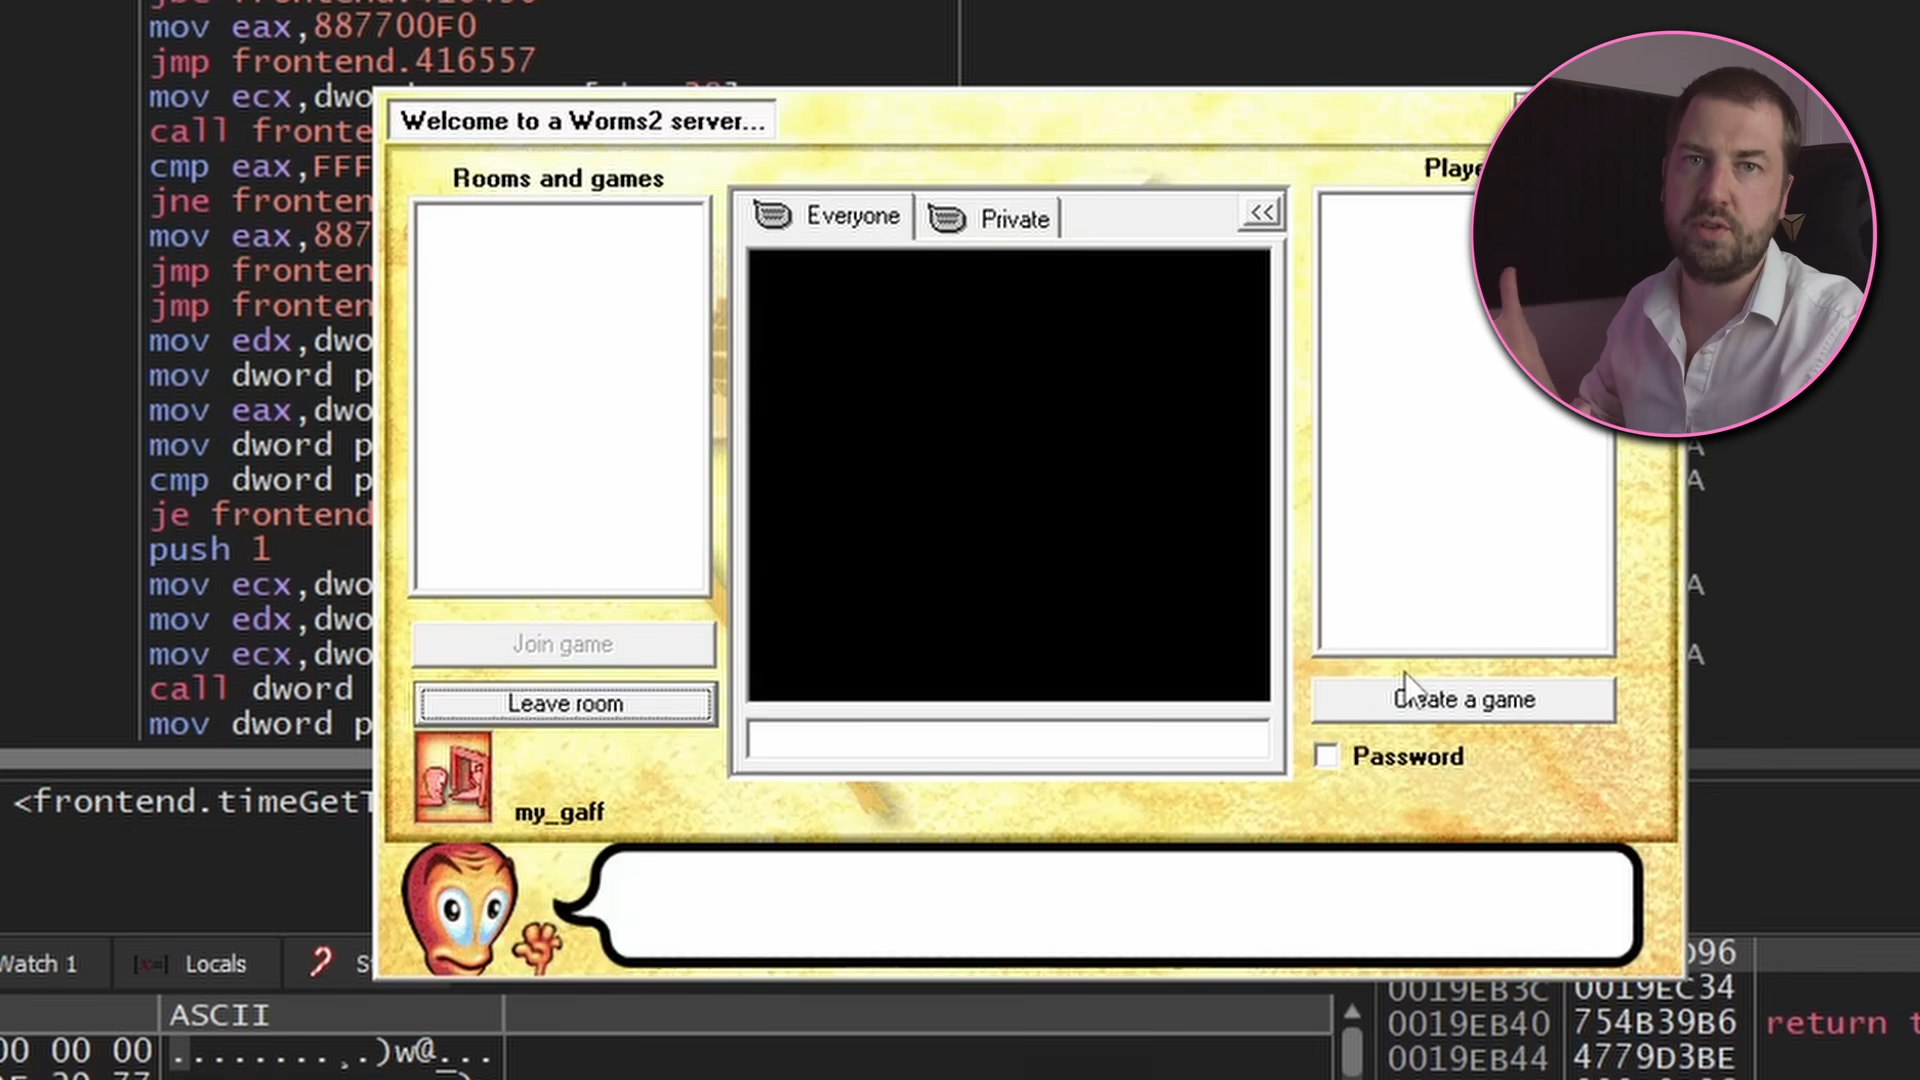 mov eax,887700F0
jmp frontend.416557
mov ecx,dwo
call fronte
cmp eax,FFF
jne fronten
mov eax,887
jmp fronten
jmp fronten
mov edx,dwo
mov dword p
mov eax,dwo
mov dword p
cmp dword p
je frontend
push 1
mov ecx,dwo
mov edx,dwo
mov ecx,dwo
call dword
mov dword p
<frontend.timeGetT
Welcome to a Worms2 server...
Rooms and games
Everyone
Private
<<
Playe
Join game
Leave room
my_gaff
Create a game
Password
A
A
A
A
Watch 1
[x=] Locals
S
ASCII
00 00 00
........¸.)w@_...
D96
0019EB3C 0019EC34
0019EB40 754B39B6 return t
0019EB44 4779D3BE